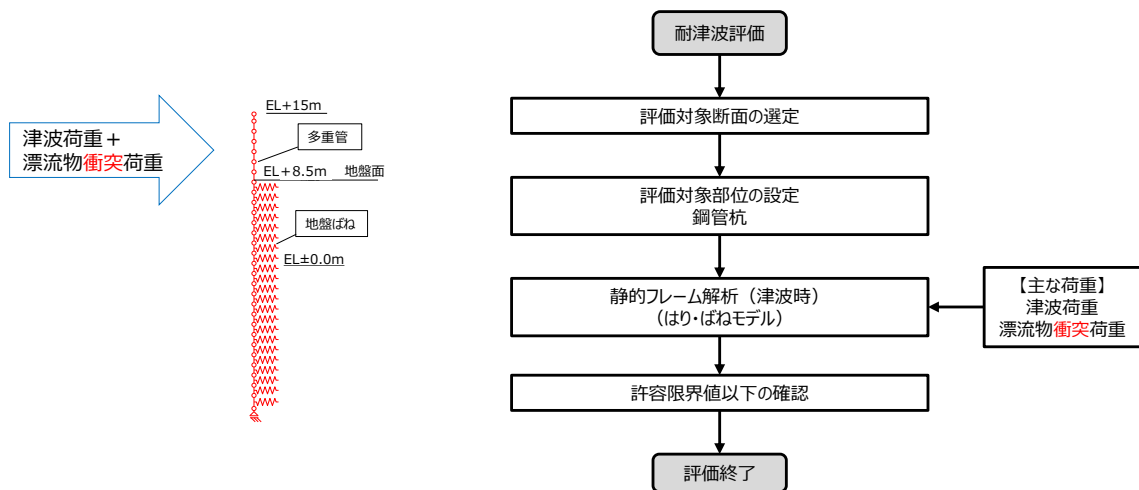 津波荷重＋
漂流物衝突荷重
EL+15m
多重管
EL+8.5m 地盤面
地盤ばね
EL±0.0m
耐津波評価
評価対象断面の選定
評価対象部位の設定
鋼管杭
静的フレーム解析（津波時）
（はり・ばねモデル）
【主な荷重】
津波荷重
漂流物衝突荷重
許容限界値以下の確認
評価終了